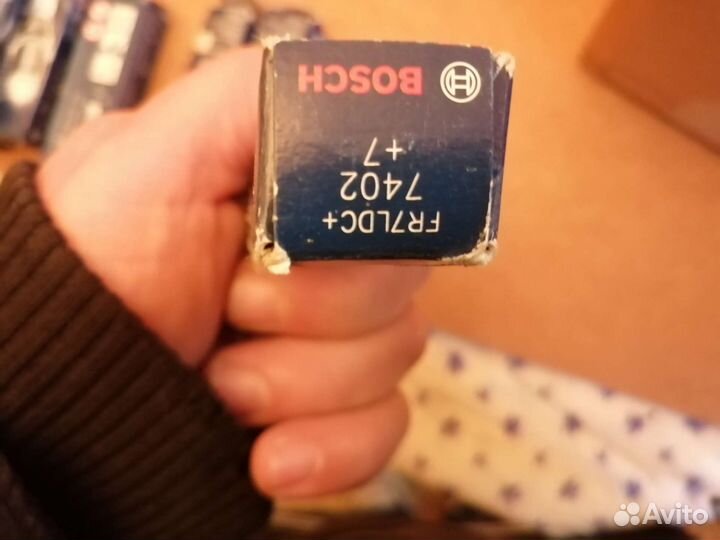 FR7LDC+
7402
+7
BOSCH
Avito